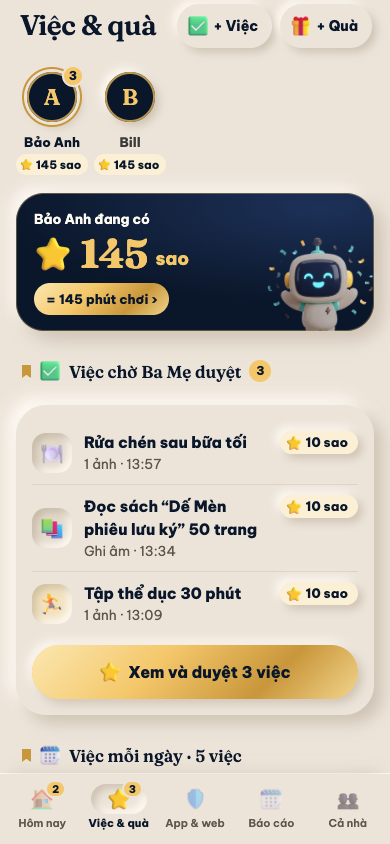 Việc & quà
+ Việc
+ Quà
A
3
B
Bảo Anh
Bill
145 sao
145 sao
Bảo Anh đang có
145 sao
= 145 phút chơi ›
Việc chờ Ba Mẹ duyệt 3
Rửa chén sau bữa tối
10 sao
1 ảnh · 13:57
Đọc sách “Dế Mèn
10 sao
phiêu lưu ký” 50 trang
Ghi âm · 13:34
Tập thể dục 30 phút
10 sao
1 ảnh · 13:09
Xem và duyệt 3 việc
Việc mỗi ngày · 5 việc
2
3
Hôm nay
Việc & quà
App & web
Báo cáo
Cả nhà